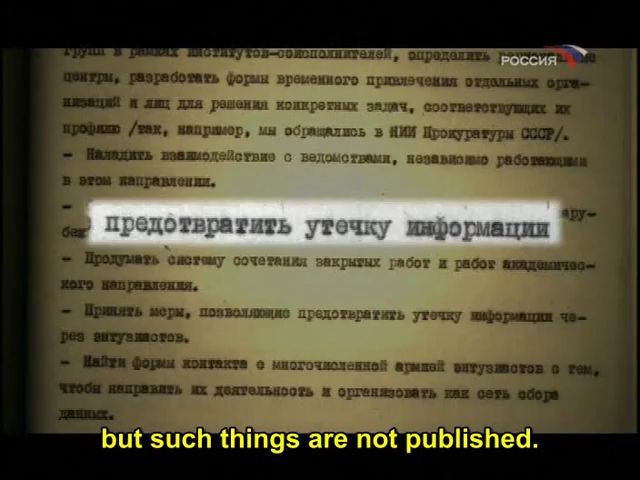 РОССИЯ
групп в рамках институтов-соисполнителей, определить
центры, разработать формы временного привлечения отдельных орга-
низаций и лиц для решения конкретных задач, соответствующих их
профилю /так, например, мы обращались в НИИ Прокуратуры СССР/.
- Наладить взаимодействие с ведомствами, независимо работающими
в этом направлении.
-
предотвратить утечку информации
- Продумать систему сочетания закрытых работ и работ академичес-
кого направления.
- Принять меры, позволяющие предотвратить утечку информации че-
рез энтузиастов.
- Найти формы контакта с многочисленной армией энтузиастов с тем,
чтобы направить их деятельность и организовать как сеть сбора
данных.
but such things are not published.